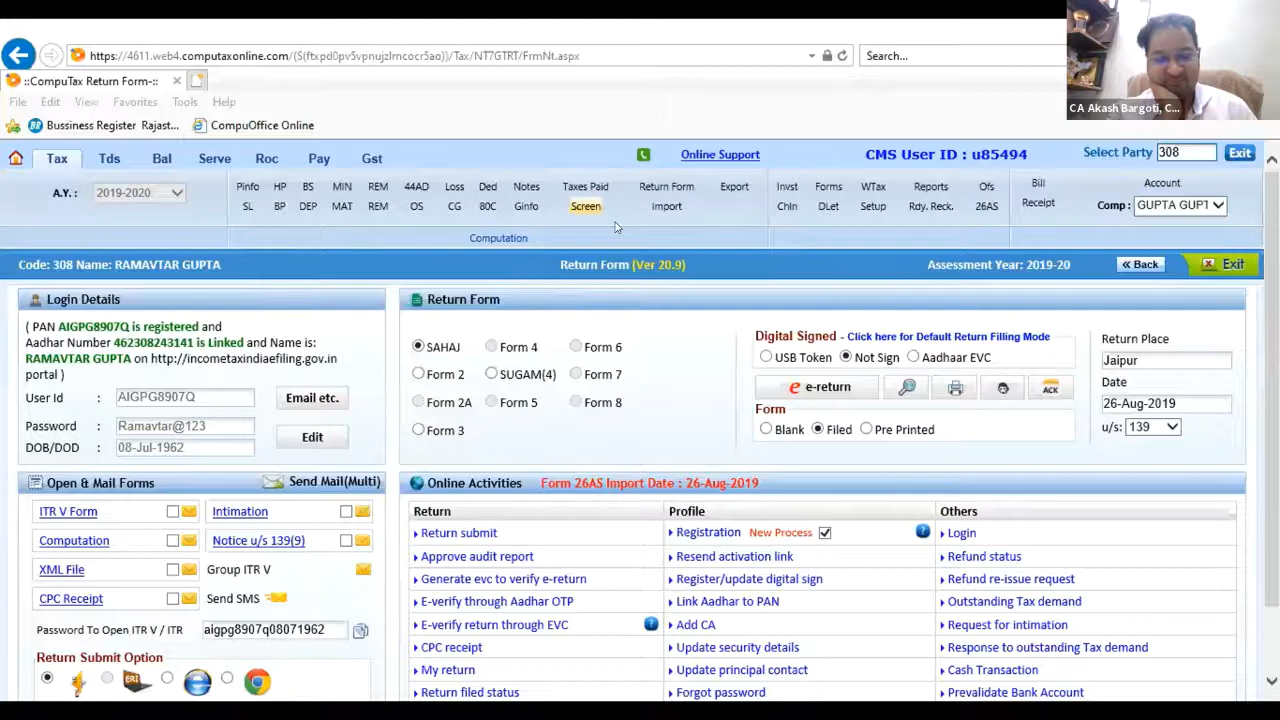 https://4611.web4.computaxonline.com/(S(ftxpd0pv5vpnujzlmcocr5ao))/Tax/NT7GTRT/FrmNt.aspx
Search...
::CompuTax Return Form-::
File Edit View Favorites Tools Help
Bussiness Register Rajast... CompuOffice Online
CA Akash Bargoti, C...
Tax Tds Bal Serve Roc Pay Gst
Online Support
CMS User ID : u85494
Select Party 308 Exit
A.Y. : 2019-2020
Pinfo HP BS MIN REM 44AD Loss Ded Notes Taxes Paid Return Form Export Invst Forms WTax Reports Ofs Bill Account
SL BP DEP MAT REM OS CG 80C Ginfo Screen Import Chln DLet Setup Rdy. Reck. 26AS Receipt Comp : GUPTA GUPT
Computation
Code: 308 Name: RAMAVTAR GUPTA Return Form (Ver 20.9) Assessment Year: 2019-20 « Back Exit
Login Details
( PAN AIGPG8907Q is registered and
Aadhar Number 462308243141 is Linked and Name is:
RAMAVTAR GUPTA on http://incometaxindiaefiling.gov.in
portal )
User Id : AIGPG8907Q Email etc.
Password : Ramavtar@123 Edit
DOB/DOD : 08-Jul-1962
Return Form
SAHAJ Form 4 Form 6
Form 2 SUGAM(4) Form 7
Form 2A Form 5 Form 8
Form 3
Digital Signed - Click here for Default Return Filling Mode
USB Token Not Sign Aadhaar EVC
e e-return ACK
Form
Blank Filed Pre Printed
Return Place
Jaipur
Date
26-Aug-2019
u/s: 139
Open & Mail Forms Send Mail(Multi)
ITR V Form Intimation
Computation Notice u/s 139(9)
XML File Group ITR V
CPC Receipt Send SMS
Password To Open ITR V / ITR aigpg8907q08071962
Return Submit Option
ERI
Online Activities Form 26AS Import Date : 26-Aug-2019
Return Profile Others
Return submit Registration New Process Login
Approve audit report Resend activation link Refund status
Generate evc to verify e-return Register/update digital sign Refund re-issue request
E-verify through Aadhar OTP Link Aadhar to PAN Outstanding Tax demand
E-verify return through EVC Add CA Request for intimation
CPC receipt Update security details Response to outstanding Tax demand
My return Update principal contact Cash Transaction
Return filed status Forgot password Prevalidate Bank Account